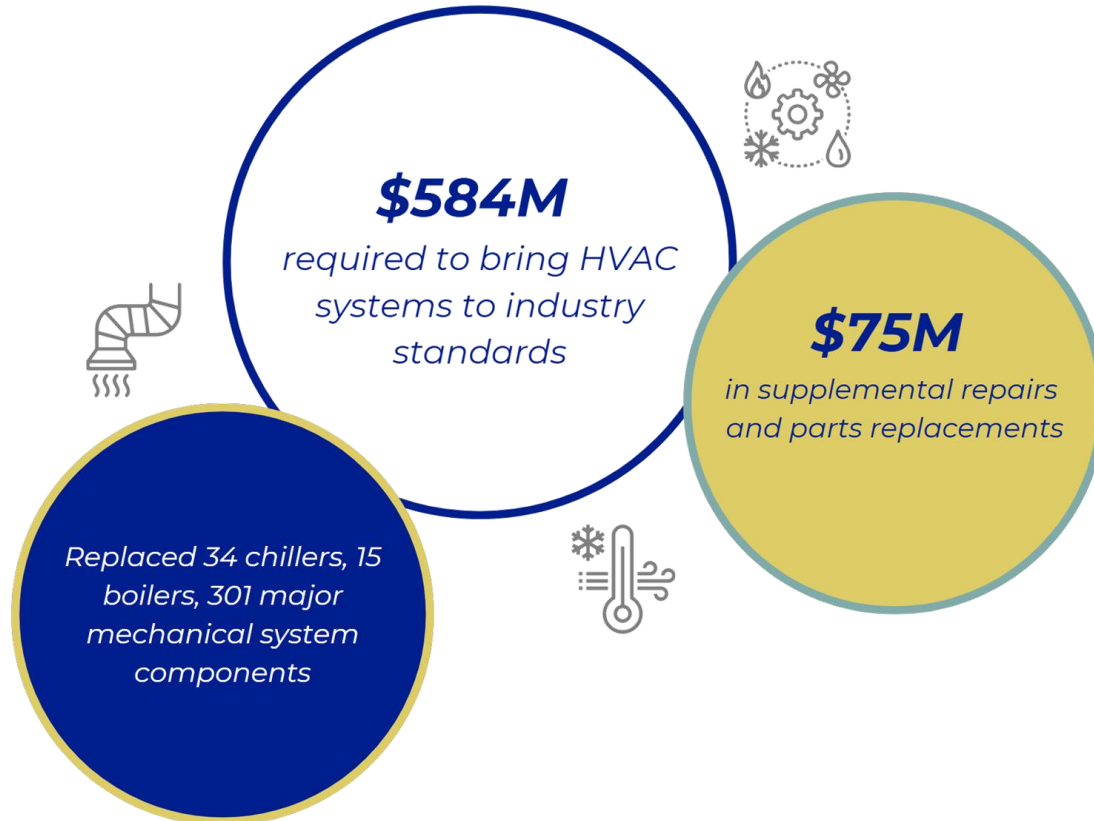 $584M
required to bring HVAC
systems to industry
standards
$75M
in supplemental repairs
and parts replacements
Replaced 34 chillers, 15
boilers, 301 major
mechanical system
components